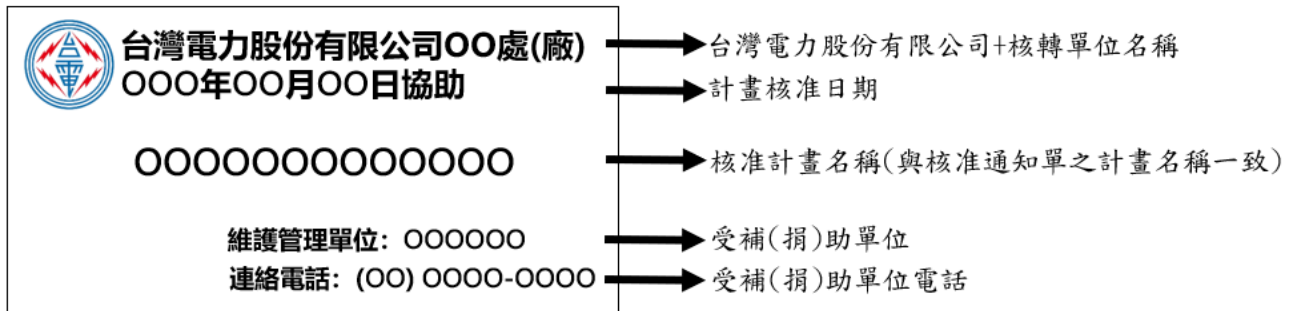 台電
台灣電力股份有限公司OO處(廠) 台灣電力股份有限公司+核轉單位名稱
OOO年OO月OO日協助 計畫核准日期
OOOOOOOOOOOOOO 核准計畫名稱(與核准通知單之計畫名稱一致)
維護管理單位: OOOOOO 受補(捐)助單位
連絡電話: (OO) OOOO-OOOO 受補(捐)助單位電話